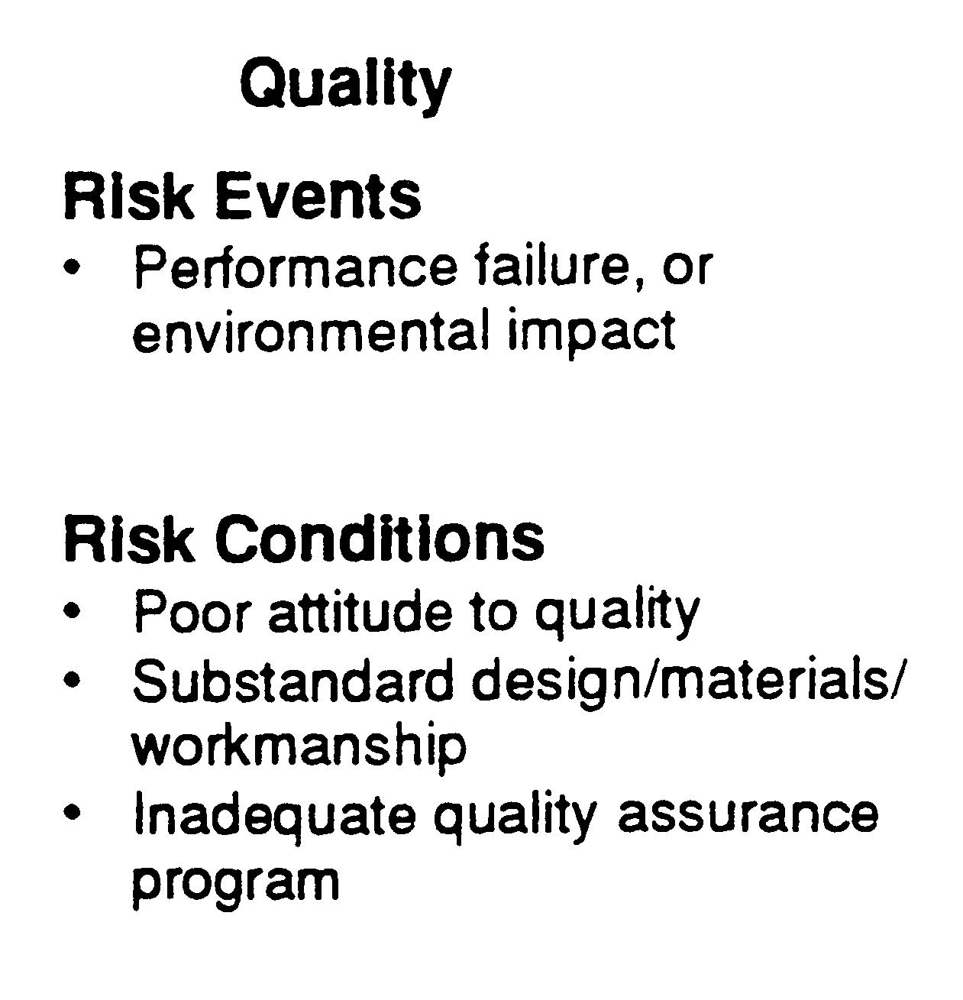 Quality
Risk Events
• Performance failure, or
environmental impact
Risk Conditions
• Poor attitude to quality
• Substandard design/materials/
workmanship
• Inadequate quality assurance
program